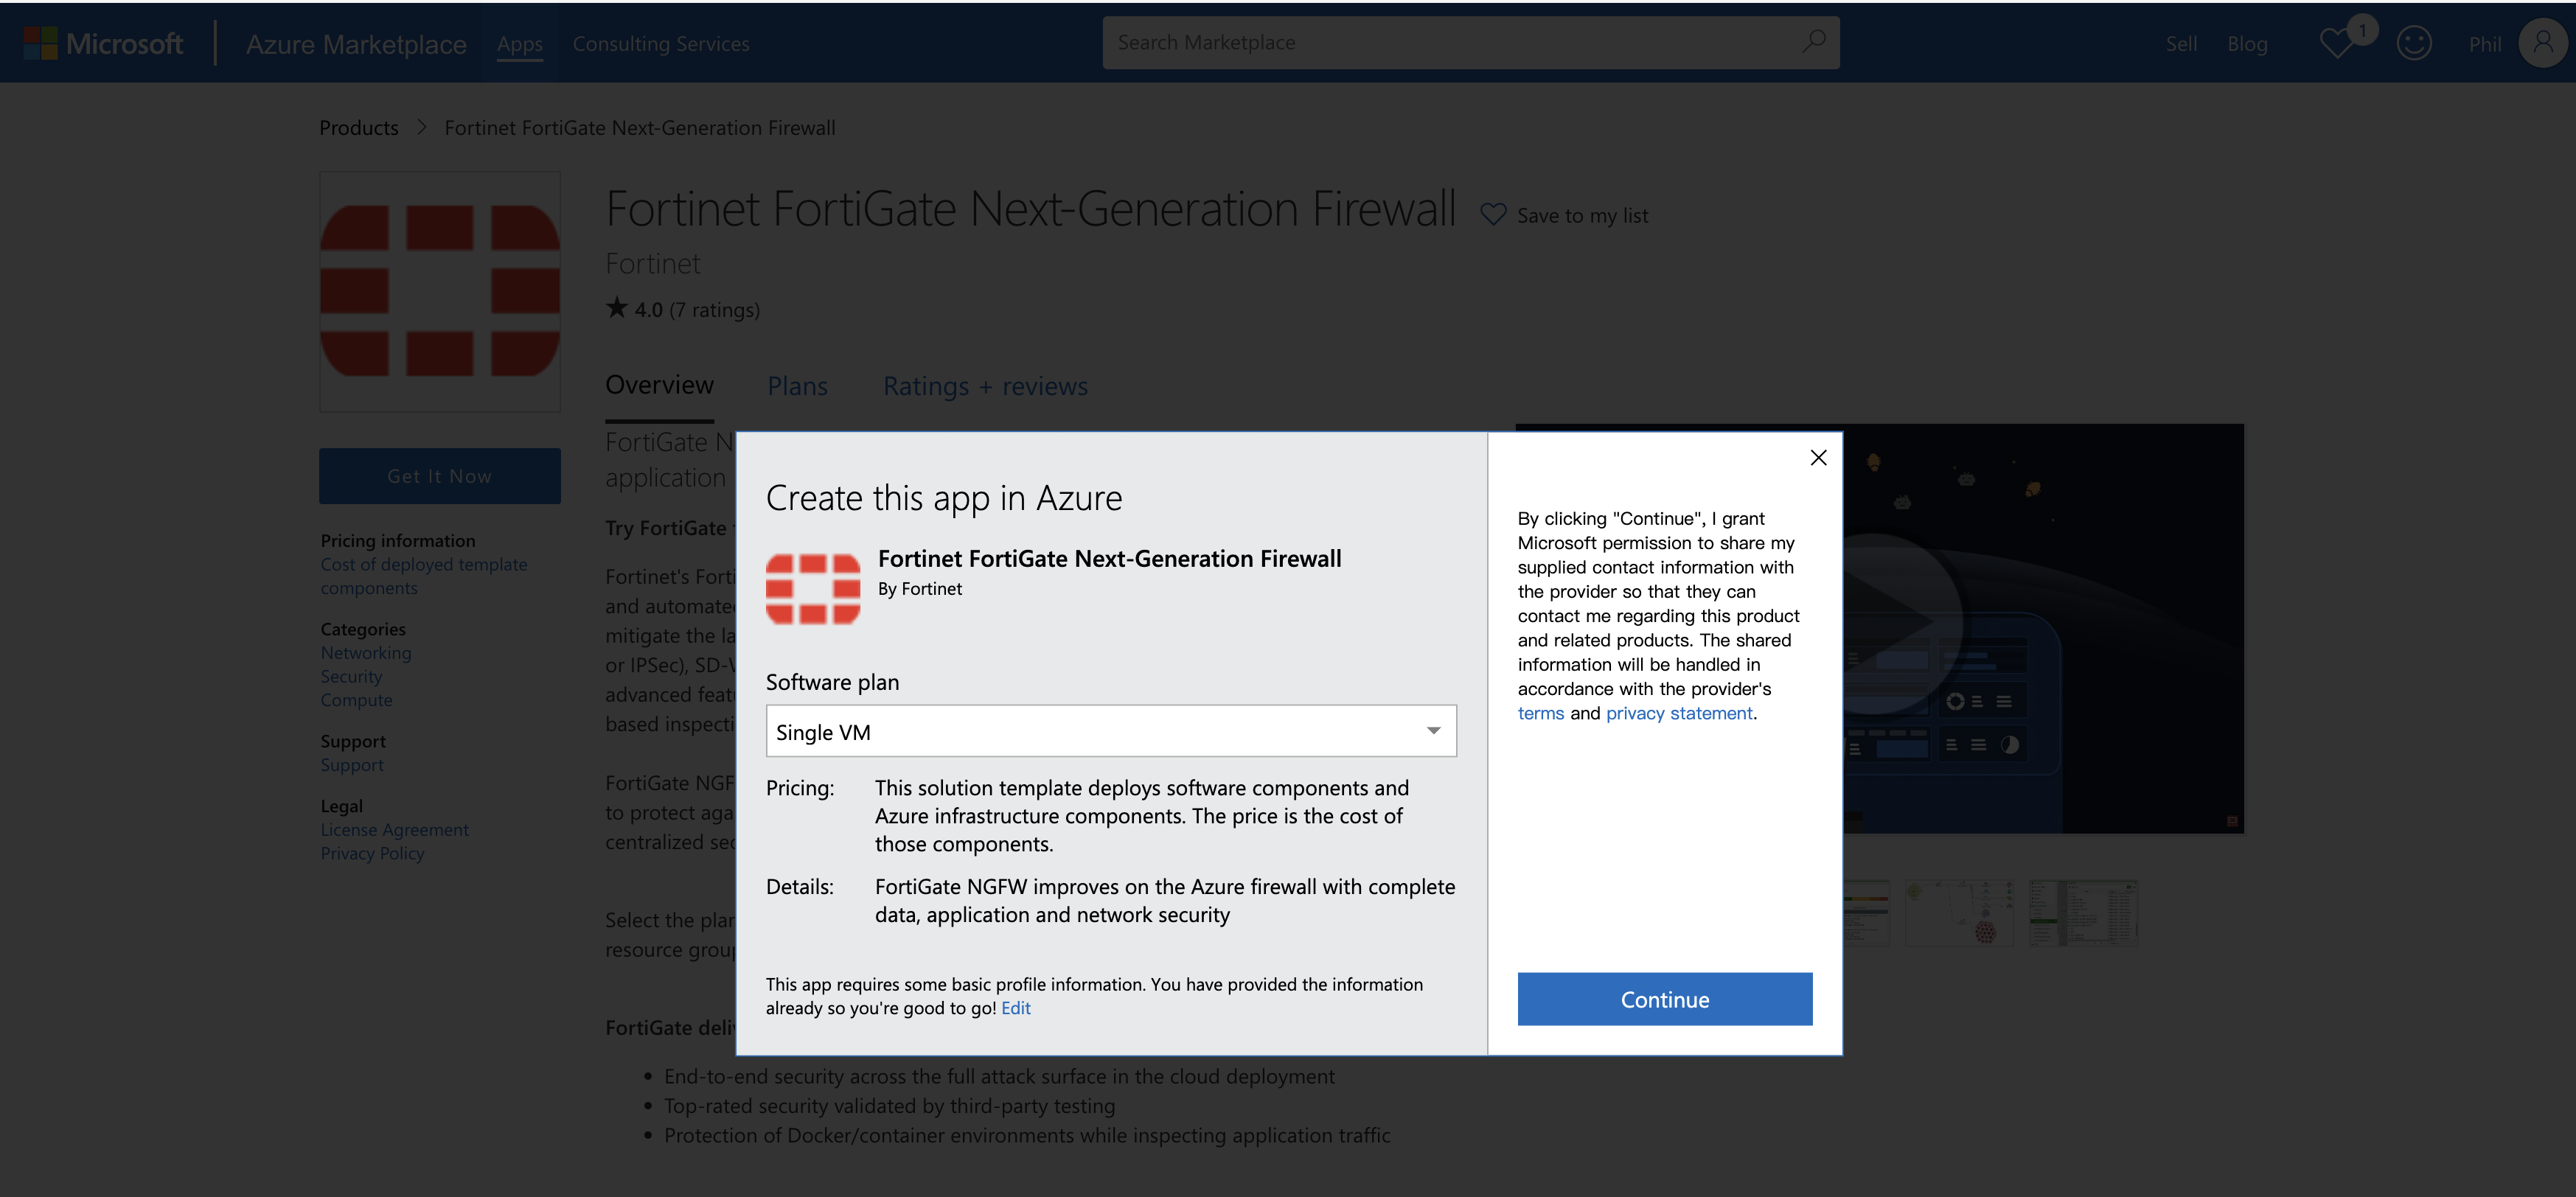 Microsoft
Azure Marketplace
Apps
Consulting Services
Search Marketplace
Sell
Blog
1
Phil
Products
Fortinet FortiGate Next-Generation Firewall
Fortinet FortiGate Next-Generation Firewall
Save to my list
Fortinet
4.0 (7 ratings)
Overview
Plans
Ratings + reviews
Get It Now
Pricing information
Cost of deployed template
components
Categories
Networking
Security
Compute
Support
Support
Legal
License Agreement
Privacy Policy
FortiGate N
application
Try FortiGate
Fortinet's Forti
and automate
mitigate the la
or IPSec), SD-
advanced feat
based inspecti
FortiGate NGF
to protect aga
centralized sec
Select the plan
resource group
FortiGate deli
• End-to-end security across the full attack surface in the cloud deployment
• Top-rated security validated by third-party testing
• Protection of Docker/container environments while inspecting application traffic
Create this app in Azure
Fortinet FortiGate Next-Generation Firewall
By Fortinet
Software plan
Single VM
Pricing:
This solution template deploys software components and
Azure infrastructure components. The price is the cost of
those components.
Details:
FortiGate NGFW improves on the Azure firewall with complete
data, application and network security
This app requires some basic profile information. You have provided the information
already so you're good to go! Edit
By clicking "Continue", I grant
Microsoft permission to share my
supplied contact information with
the provider so that they can
contact me regarding this product
and related products. The shared
information will be handled in
accordance with the provider's
terms and privacy statement.
Continue